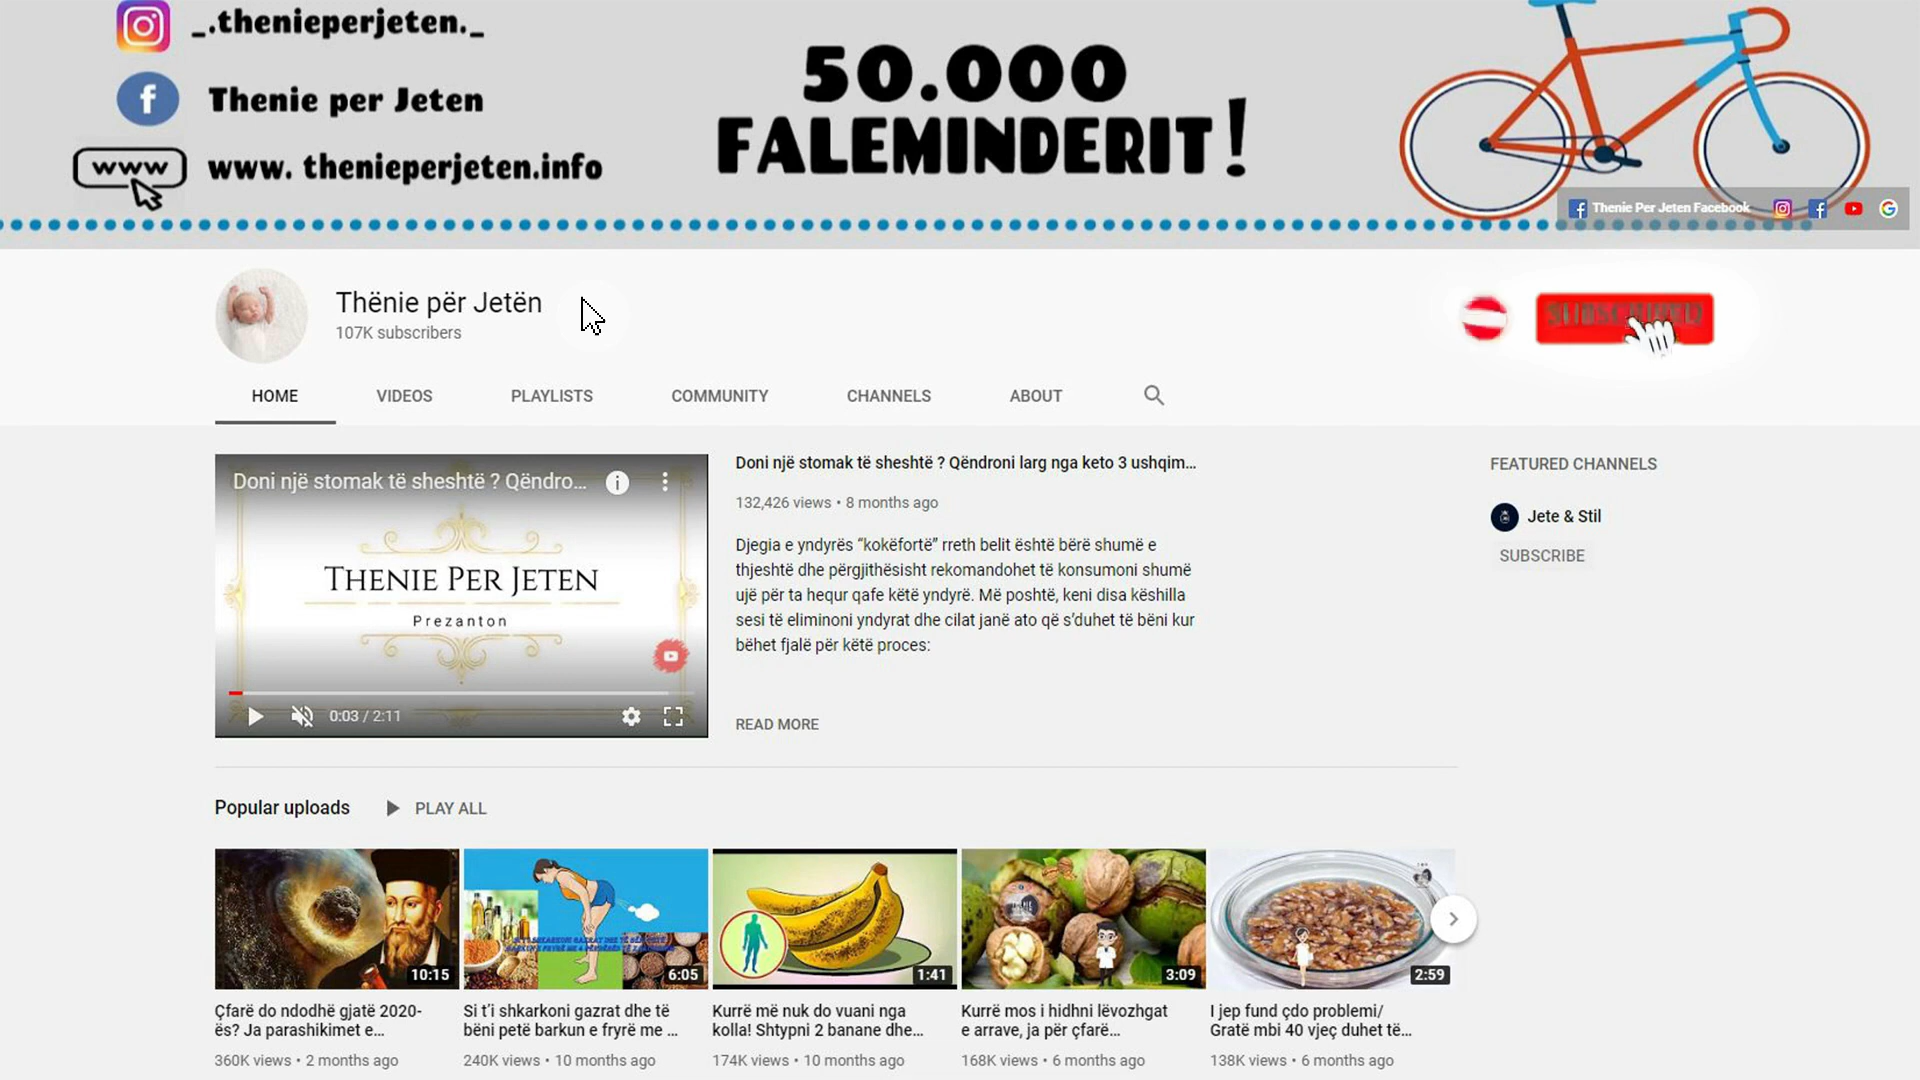 _.thenieperjeten._
Thenie per Jeten
www
www. thenieperjeten.info
50.000
FALEMINDERIT!
Thenie Per Jeten Facebook
Thënie për Jetën
107K subscribers
HOME
VIDEOS
PLAYLISTS
COMMUNITY
CHANNELS
ABOUT
Doni një stomak të sheshtë ? Qëndro...
THENIE PER JETEN
Prezanton
0:03 / 2:11
Doni një stomak të sheshtë ? Qëndroni larg nga keto 3 ushqim...
132,426 views • 8 months ago
Djegia e yndyrës “kokëfortë” rreth belit është bërë shumë e
thjeshtë dhe përgjithësisht rekomandohet të konsumoni shumë
ujë për ta hequr qafe këtë yndyrë. Më poshtë, keni disa këshilla
sesi të eliminoni yndyrat dhe cilat janë ato që s’duhet të bëni kur
bëhet fjalë për këtë proces:
READ MORE
FEATURED CHANNELS
Jete & Stil
SUBSCRIBE
Popular uploads
PLAY ALL
10:15
6:05
1:41
3:09
2:59
Çfarë do ndodhë gjatë 2020-
ës? Ja parashikimet e...
360K views • 2 months ago
Si t’i shkarkoni gazrat dhe të
bëni petë barkun e fryrë me ...
240K views • 10 months ago
Kurrë më nuk do vuani nga
kolla! Shtypni 2 banane dhe...
174K views • 10 months ago
Kurrë mos i hidhni lëvozhgat
e arrave, ja për çfarë...
168K views • 6 months ago
I jep fund çdo problemi/
Gratë mbi 40 vjeç duhet të...
138K views • 6 months ago